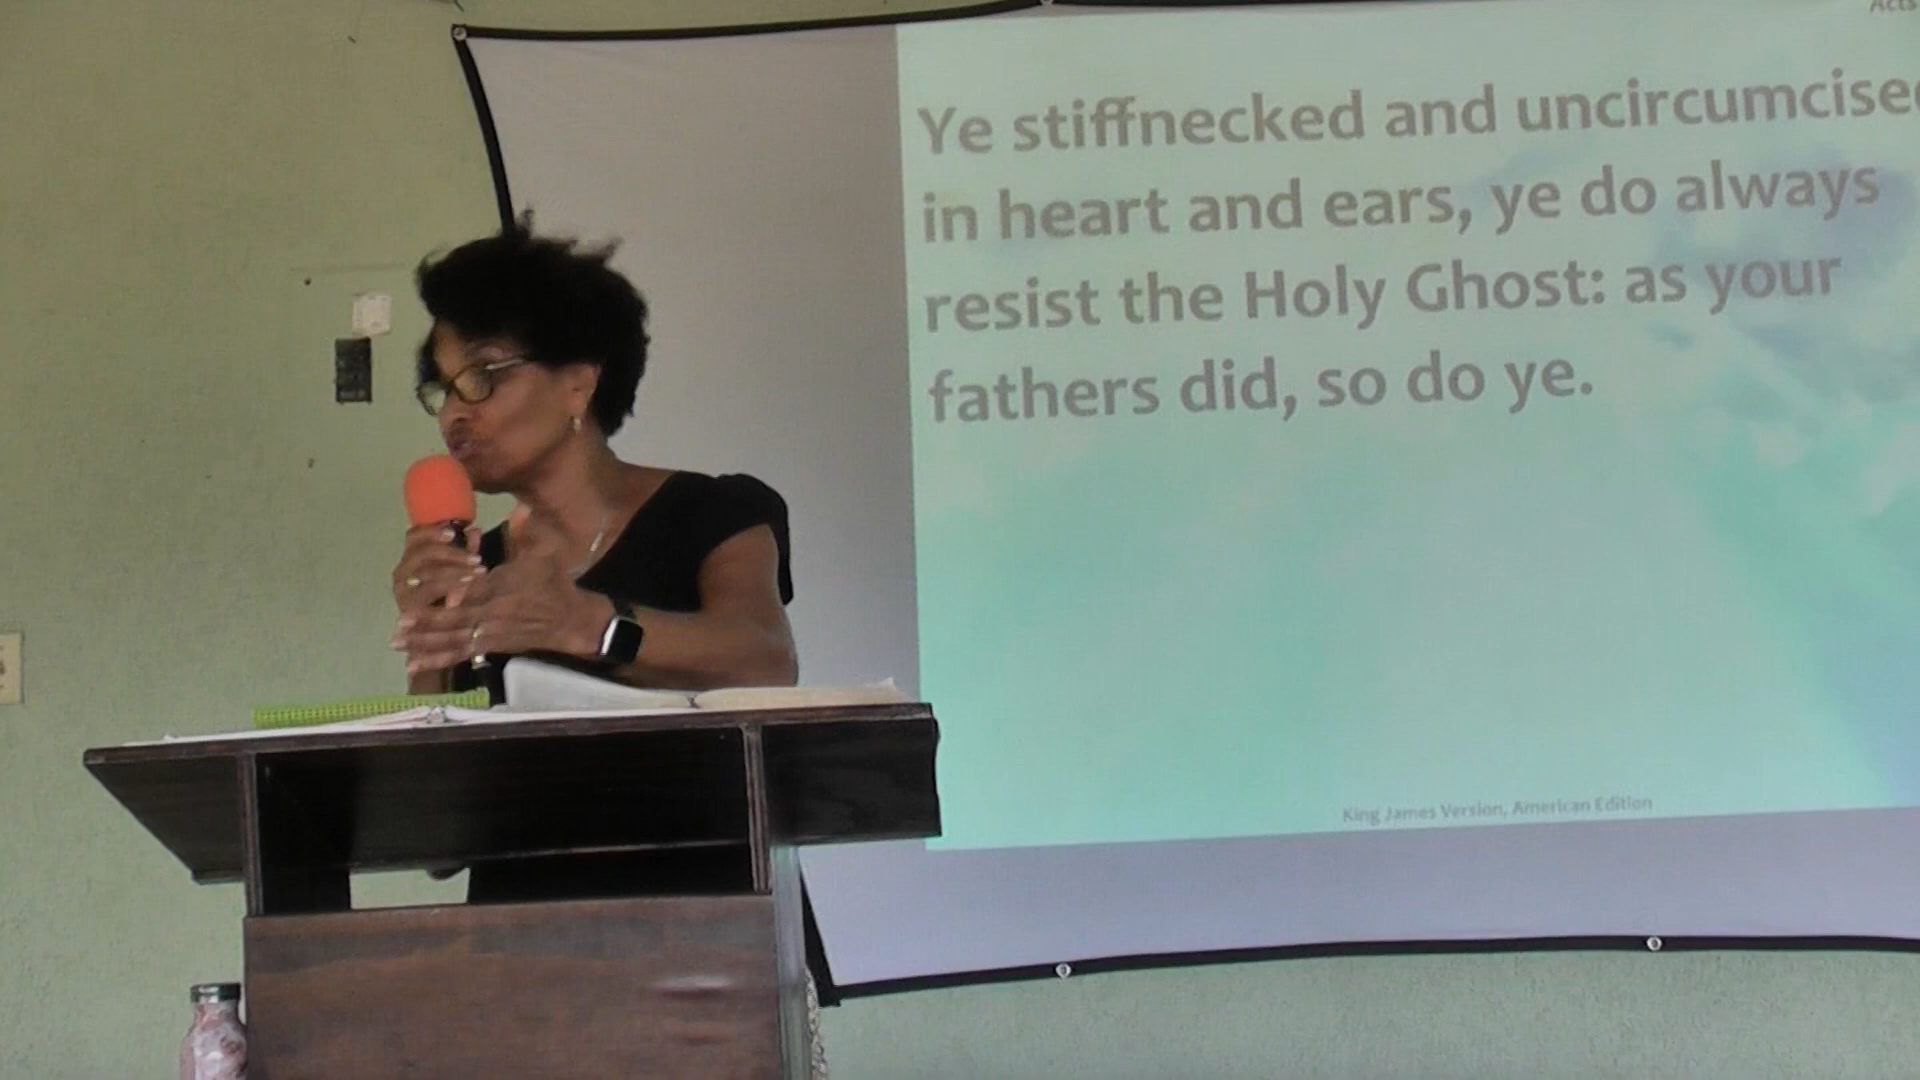 Acts
Ye stiffnecked and uncircumcised
in heart and ears, ye do always
resist the Holy Ghost: as your
fathers did, so do ye.
King James Version, American Edition